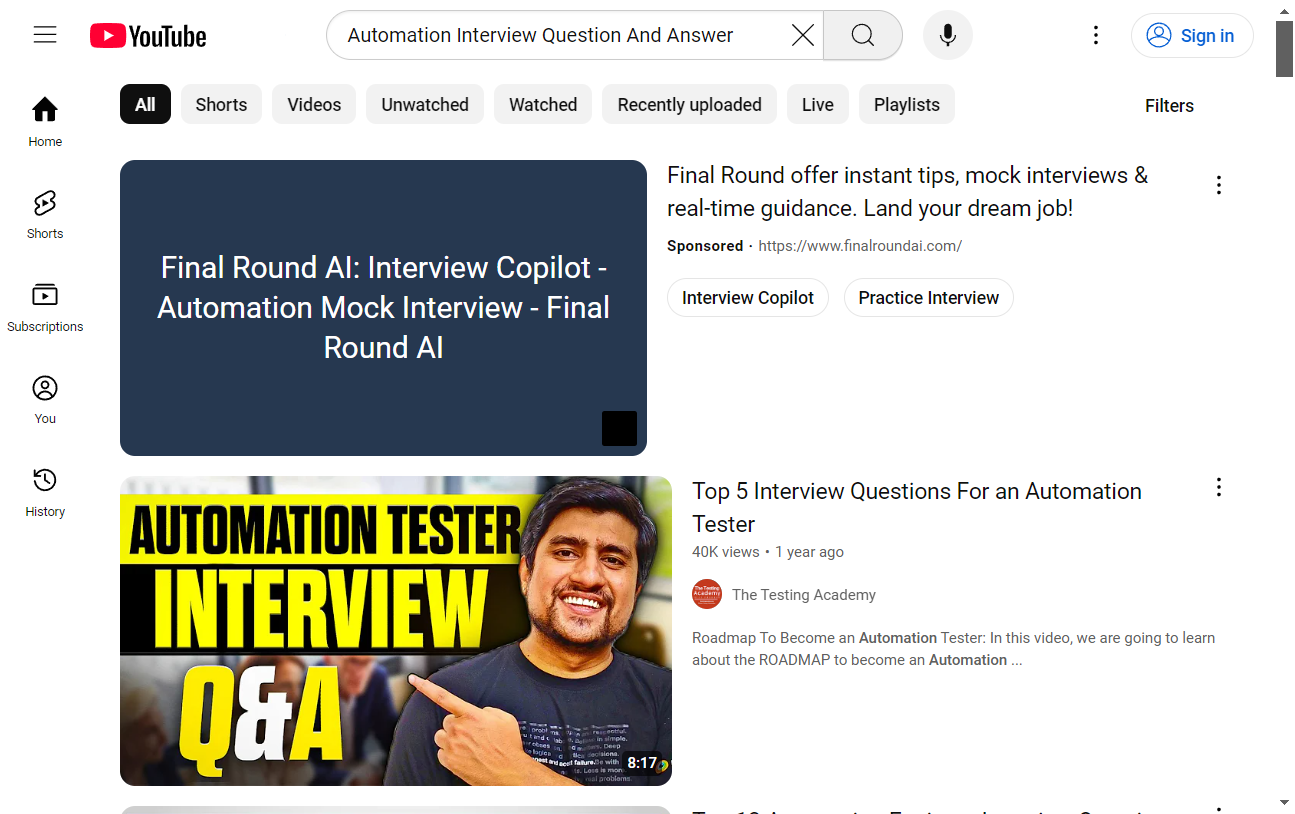 YouTube
Automation Interview Question And Answer
Sign in
Home
Shorts
Subscriptions
You
History
All
Shorts
Videos
Unwatched
Watched
Recently uploaded
Live
Playlists
Filters
Final Round AI: Interview Copilot -
Automation Mock Interview - Final
Round AI
Final Round offer instant tips, mock interviews &
real-time guidance. Land your dream job!
Sponsored · https://www.finalroundai.com/
Interview Copilot
Practice Interview
AUTOMATION TESTER
INTERVIEW
Q&A
8:17
Top 5 Interview Questions For an Automation
Tester
40K views • 1 year ago
The Testing Academy
The Testing Academy
Roadmap To Become an Automation Tester: In this video, we are going to learn
about the ROADMAP to become an Automation ...